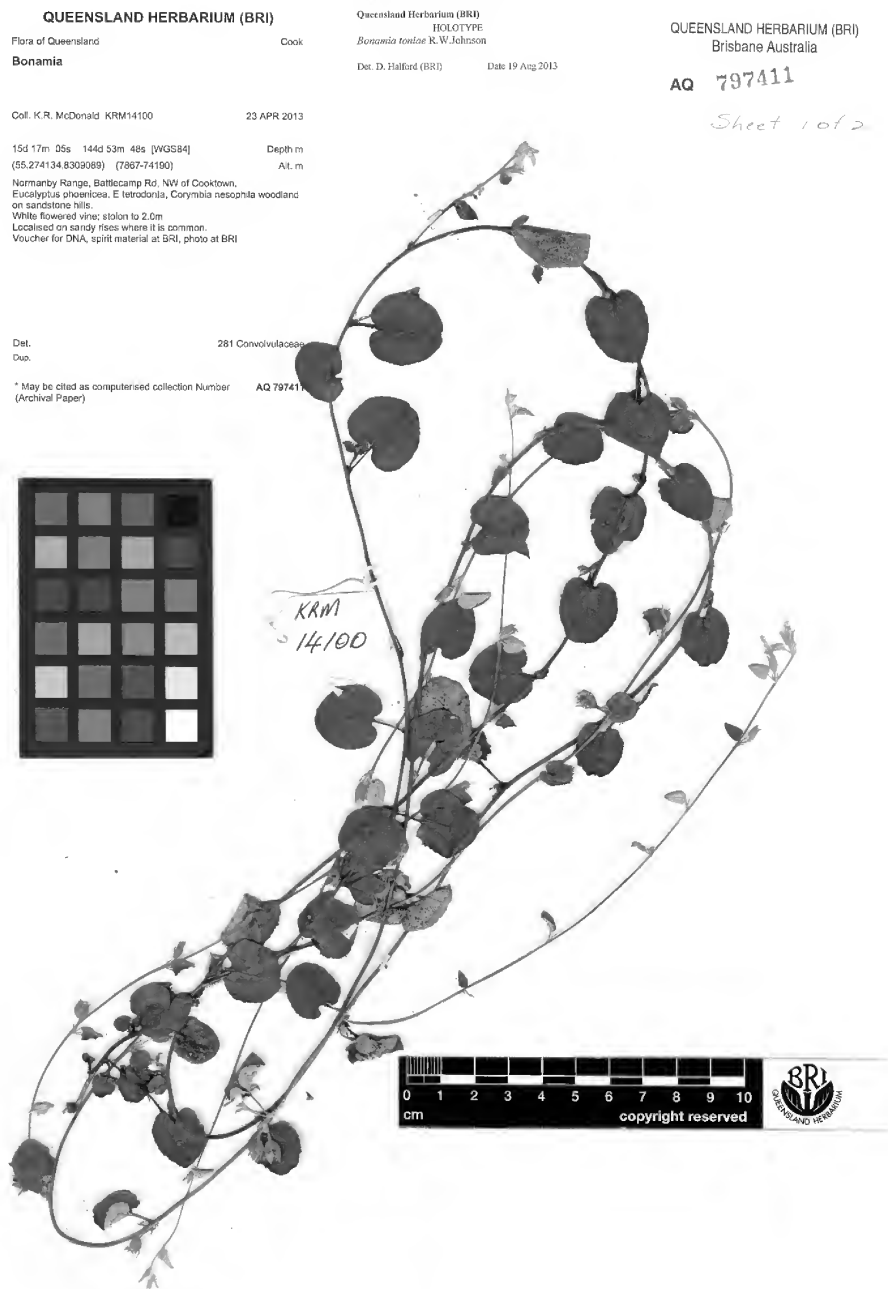 QUEENSLAND HERBARIUM (BRI)
Flora of Queensland Cook
Bonamia
Coll. K.R. McDonald KRM14100 23 APR 2013
15d 17m 05s 144d 53m 48s [WGS84] Depth m
(55.274134.8309089) (7867-74190) Alt. m
Normanby Range, Battlecamp Rd, NW of Cooktown.
Eucalyptus phoenicea, E tetrodonta, Corymbia nesophila woodland
on sandstone hills.
White flowered vine; stolon to 2.0m
Localised on sandy rises where it is common.
Voucher for DNA, spirit material at BRI, photo at BRI
Det. 281 Convolvulaceae
Dup.
* May be cited as computerised collection Number AQ 797411
(Archival Paper)
Queensland Herbarium (BRI)
HOLOTYPE
Bonamia toniae R.W.Johnson
Det. D. Halford (BRI) Date 19 Aug 2013
QUEENSLAND HERBARIUM (BRI)
Brisbane Australia
AQ 797411
Sheet 1 of 2
KRM
14100
0 1 2 3 4 5 6 7 8 9 10
cm copyright reserved
BRI
QUEENSLAND HERBARIUM